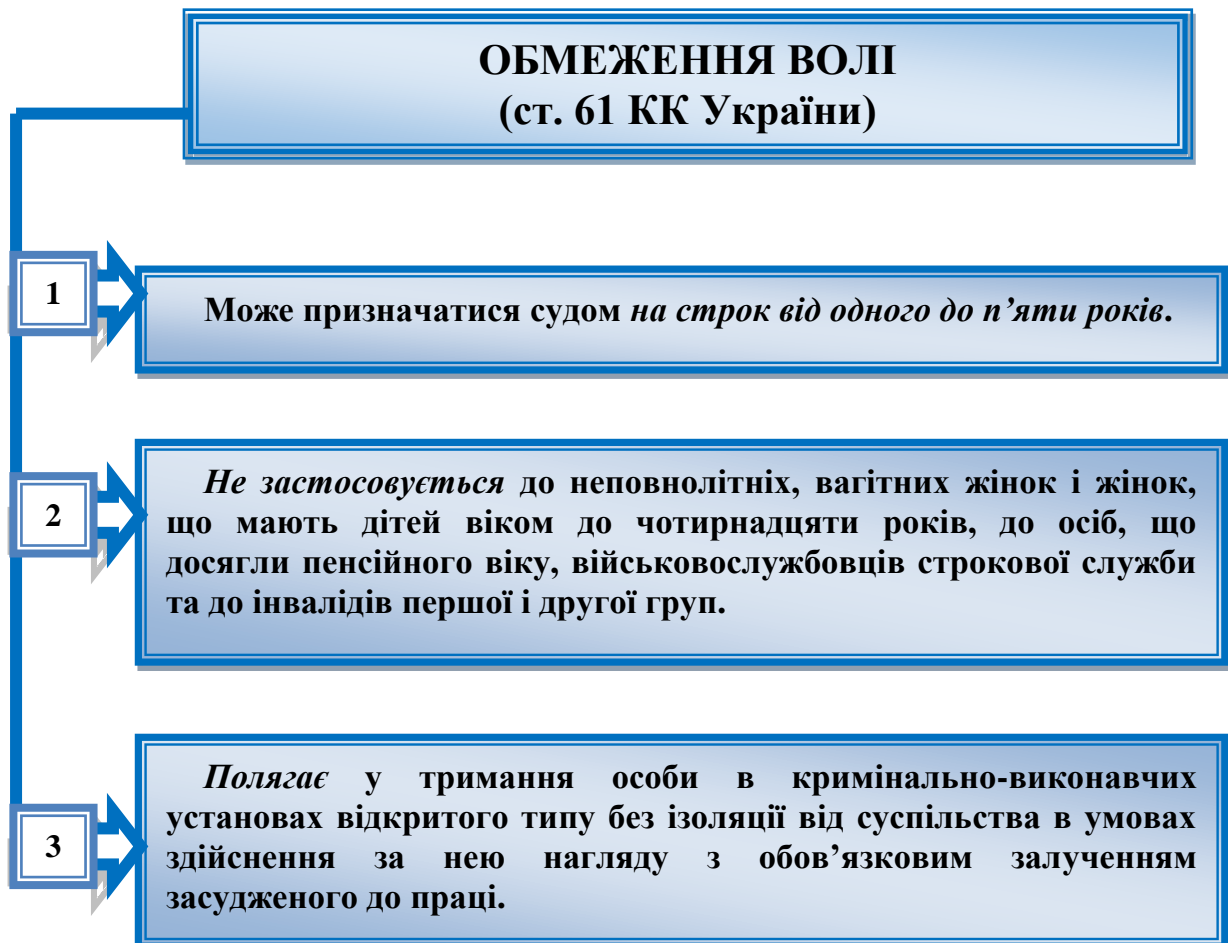 ОБМЕЖЕННЯ ВОЛІ
(ст. 61 КК України)
1
Може призначатися судом на строк від одного до п’яти років.
2
Не застосовується до неповнолітніх, вагітних жінок і жінок,
що мають дітей віком до чотирнадцяти років, до осіб, що
досягли пенсійного віку, військовослужбовців строкової служби
та до інвалідів першої і другої груп.
3
Полягає у тримання особи в кримінально-виконавчих
установах відкритого типу без ізоляції від суспільства в умовах
здійснення за нею нагляду з обов’язковим залученням
засудженого до праці.